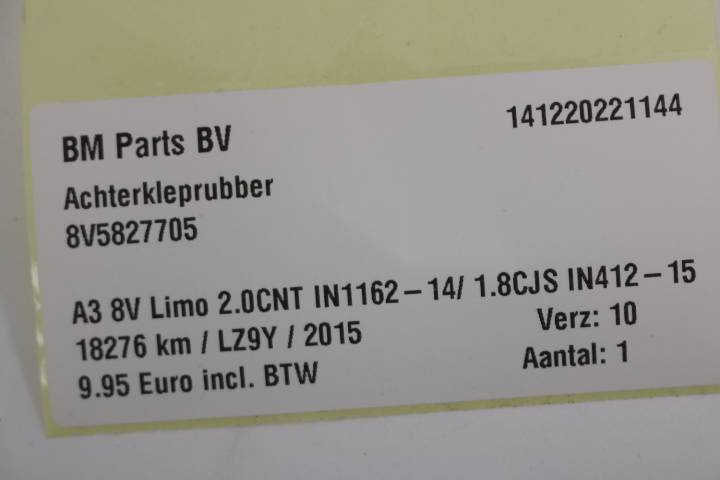 BM Parts BV 141220221144
Achterkleprubber
8V5827705
A3 8V Limo 2.0CNT IN1162-14/ 1.8CJS IN412-15
18276 km / LZ9Y / 2015 Verz: 10
9.95 Euro incl. BTW Aantal: 1